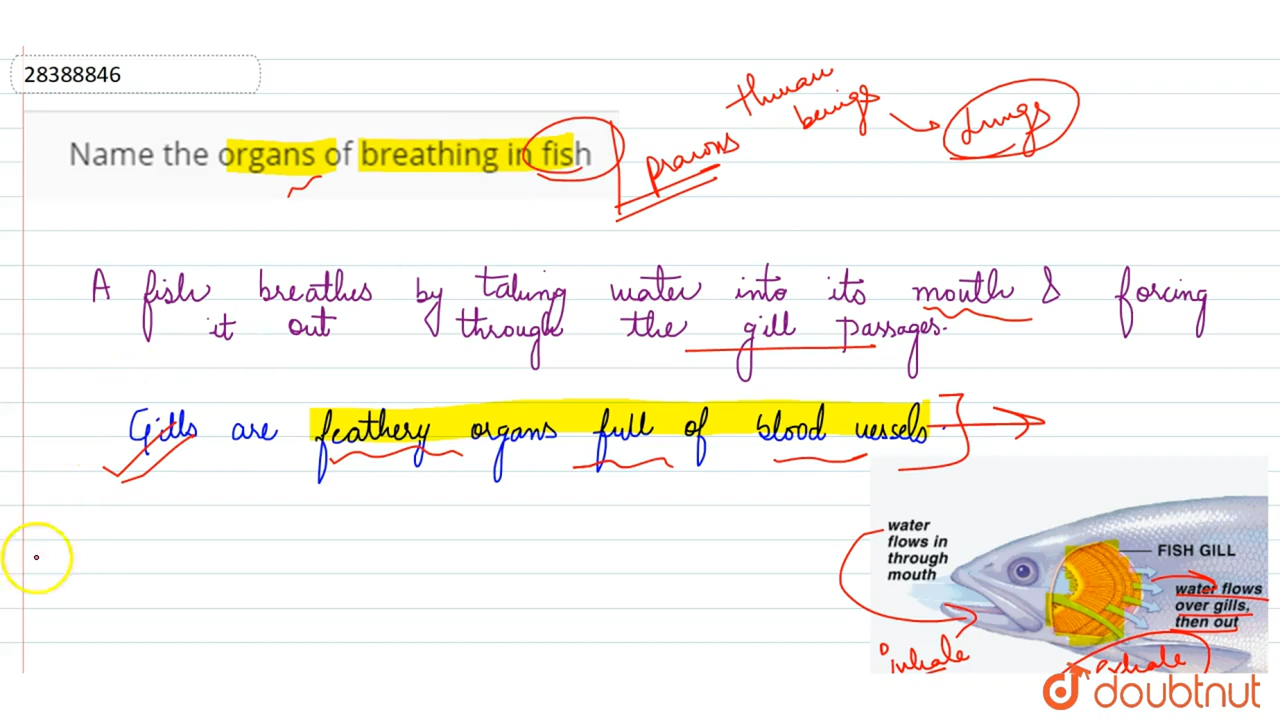 28388846
Human
beings
Lungs
Name the organs of breathing in fish
prawns
A fish breathes by taking water into its mouth & forcing
it out through the gill passages.
Gills are feathery organs full of blood vessels.
water
flows in
through
mouth
FISH GILL
water flows
over gills,
then out
inhale
exhale
doubtnut